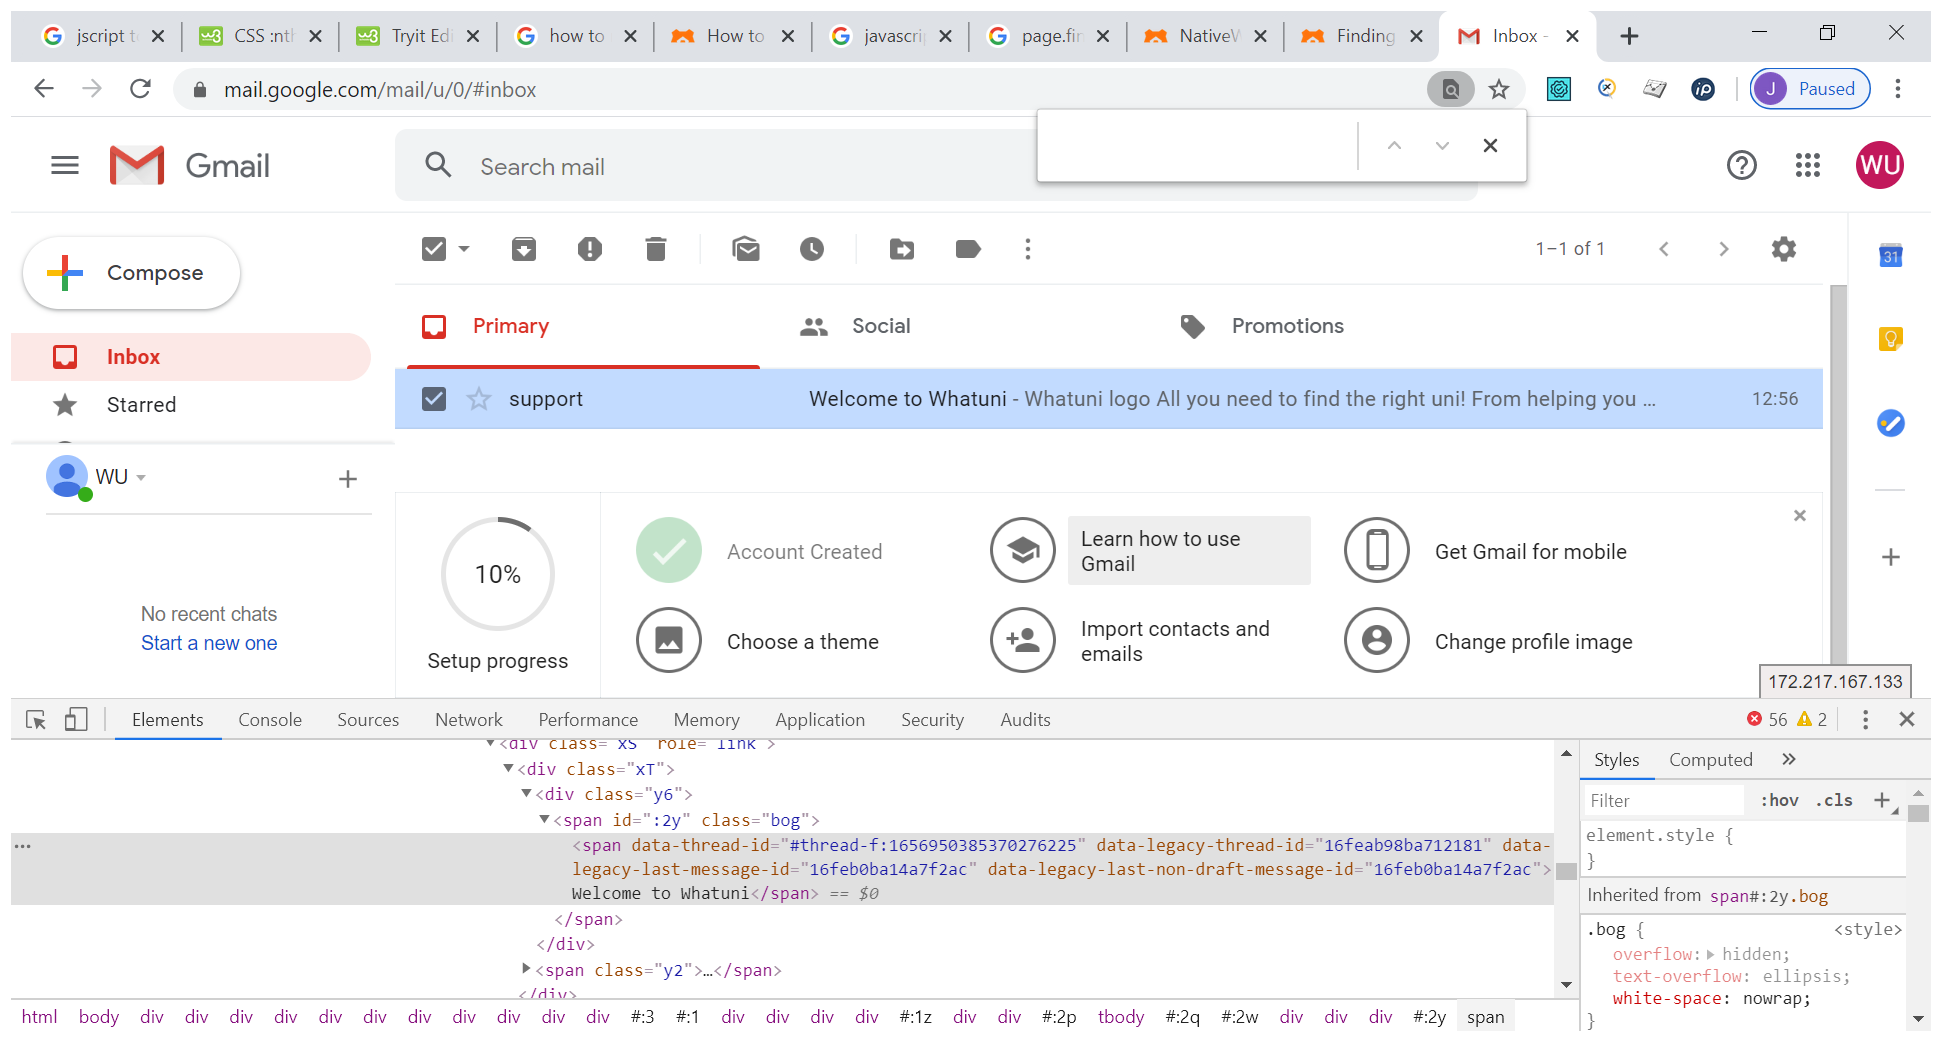 jscript t CSS :nth Tryit Edi how to How to javascrip page.fin NativeW Finding Inbox -
mail.google.com/mail/u/0/#inbox
J Paused
Gmail
Search mail
WU
Compose
1–1 of 1
31
Primary Social Promotions
Inbox
support Welcome to Whatuni - Whatuni logo All you need to find the right uni! From helping you ... 12:56
Starred
WU
Account Created
Learn how to use
Gmail
Get Gmail for mobile
10%
No recent chats
Start a new one
Choose a theme
Import contacts and
emails
Change profile image
Setup progress
172.217.167.133
Elements Console Sources Network Performance Memory Application Security Audits 56 2
<div class="xS" role="link">
<div class="xT">
<div class="y6">
<span id=":2y" class="bog">
<span data-thread-id="#thread-f:1656950385370276225" data-legacy-thread-id="16feab98ba712181" data-
legacy-last-message-id="16feb0ba14a7f2ac" data-legacy-last-non-draft-message-id="16feb0ba14a7f2ac">
Welcome to Whatuni</span> == $0
</span>
</div>
<span class="y2">…</span>
</div>
Styles Computed
Filter :hov .cls
element.style {
}
Inherited from span#:2y.bog
.bog { <style>
overflow: hidden;
text-overflow: ellipsis;
white-space: nowrap;
}
html body div div div div div div div div div div div #:3 #:1 div div div div #:1z div div #:2p tbody #:2q #:2w div div div #:2y span